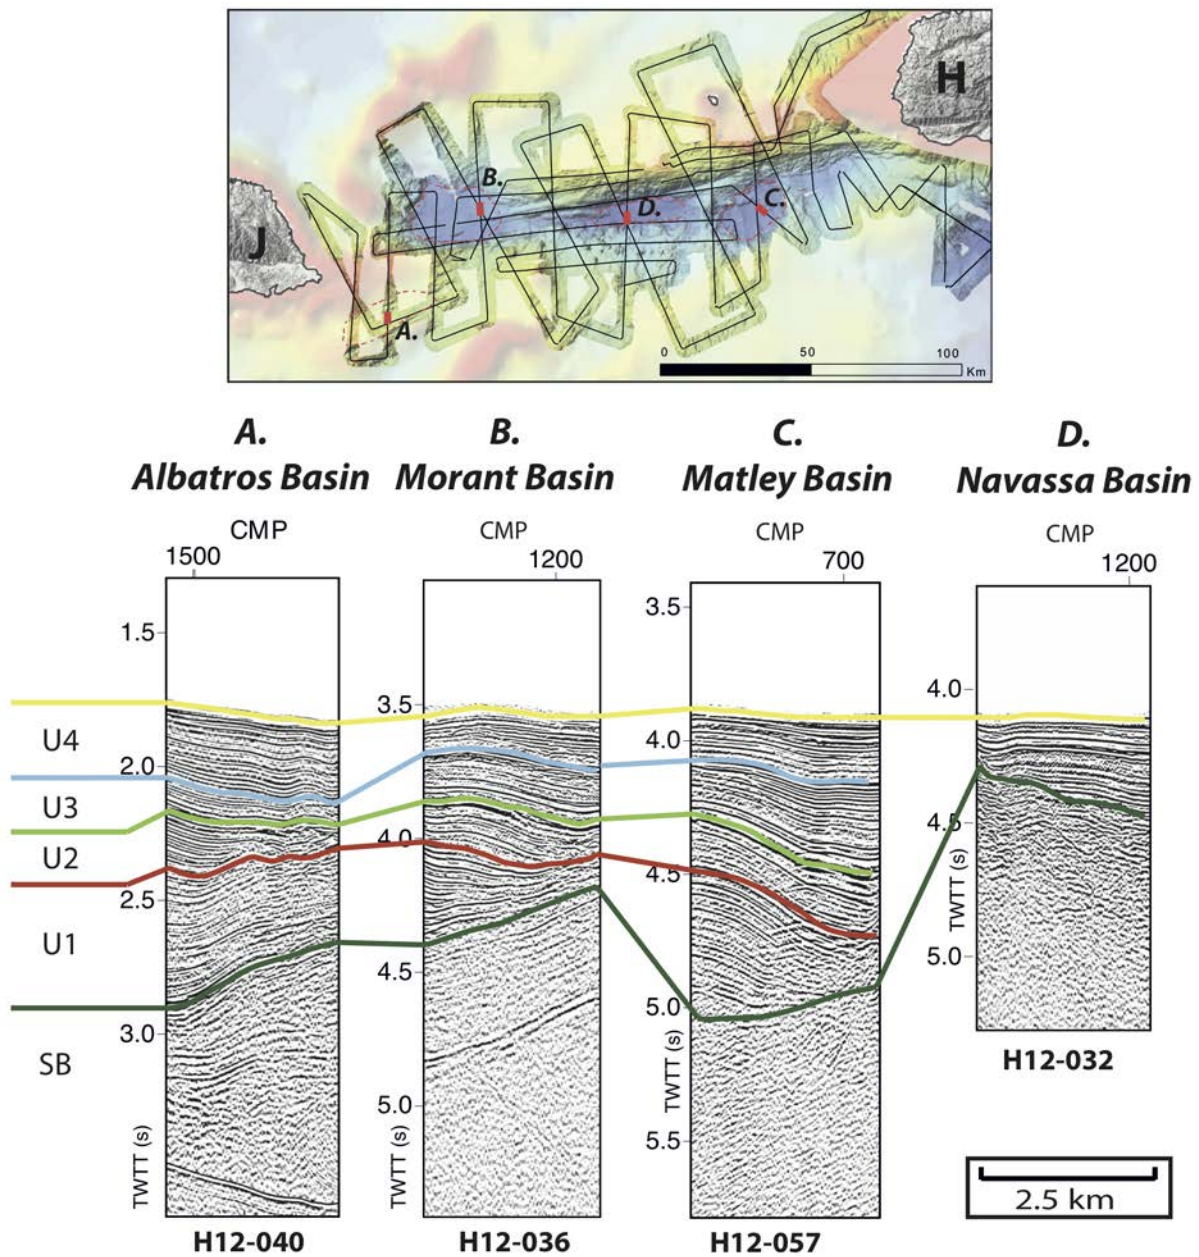 H
J
B.
D.
C.
A.
0 50 100
Km
A. B. C. D.
Albatros Basin Morant Basin Matley Basin Navassa Basin
CMP CMP CMP CMP
1500 1200 700 1200
3.5
1.5
4.0
3.5
4.0
U4
2.0
U3
4.0 4.5
U2
4.5
2.5
U1
TWTT (s)
5.0
4.5
5.0
3.0
SB
TWTT (s)
H12-032
5.0
5.5
TWTT (s) TWTT (s)
2.5 km
H12-040 H12-036 H12-057